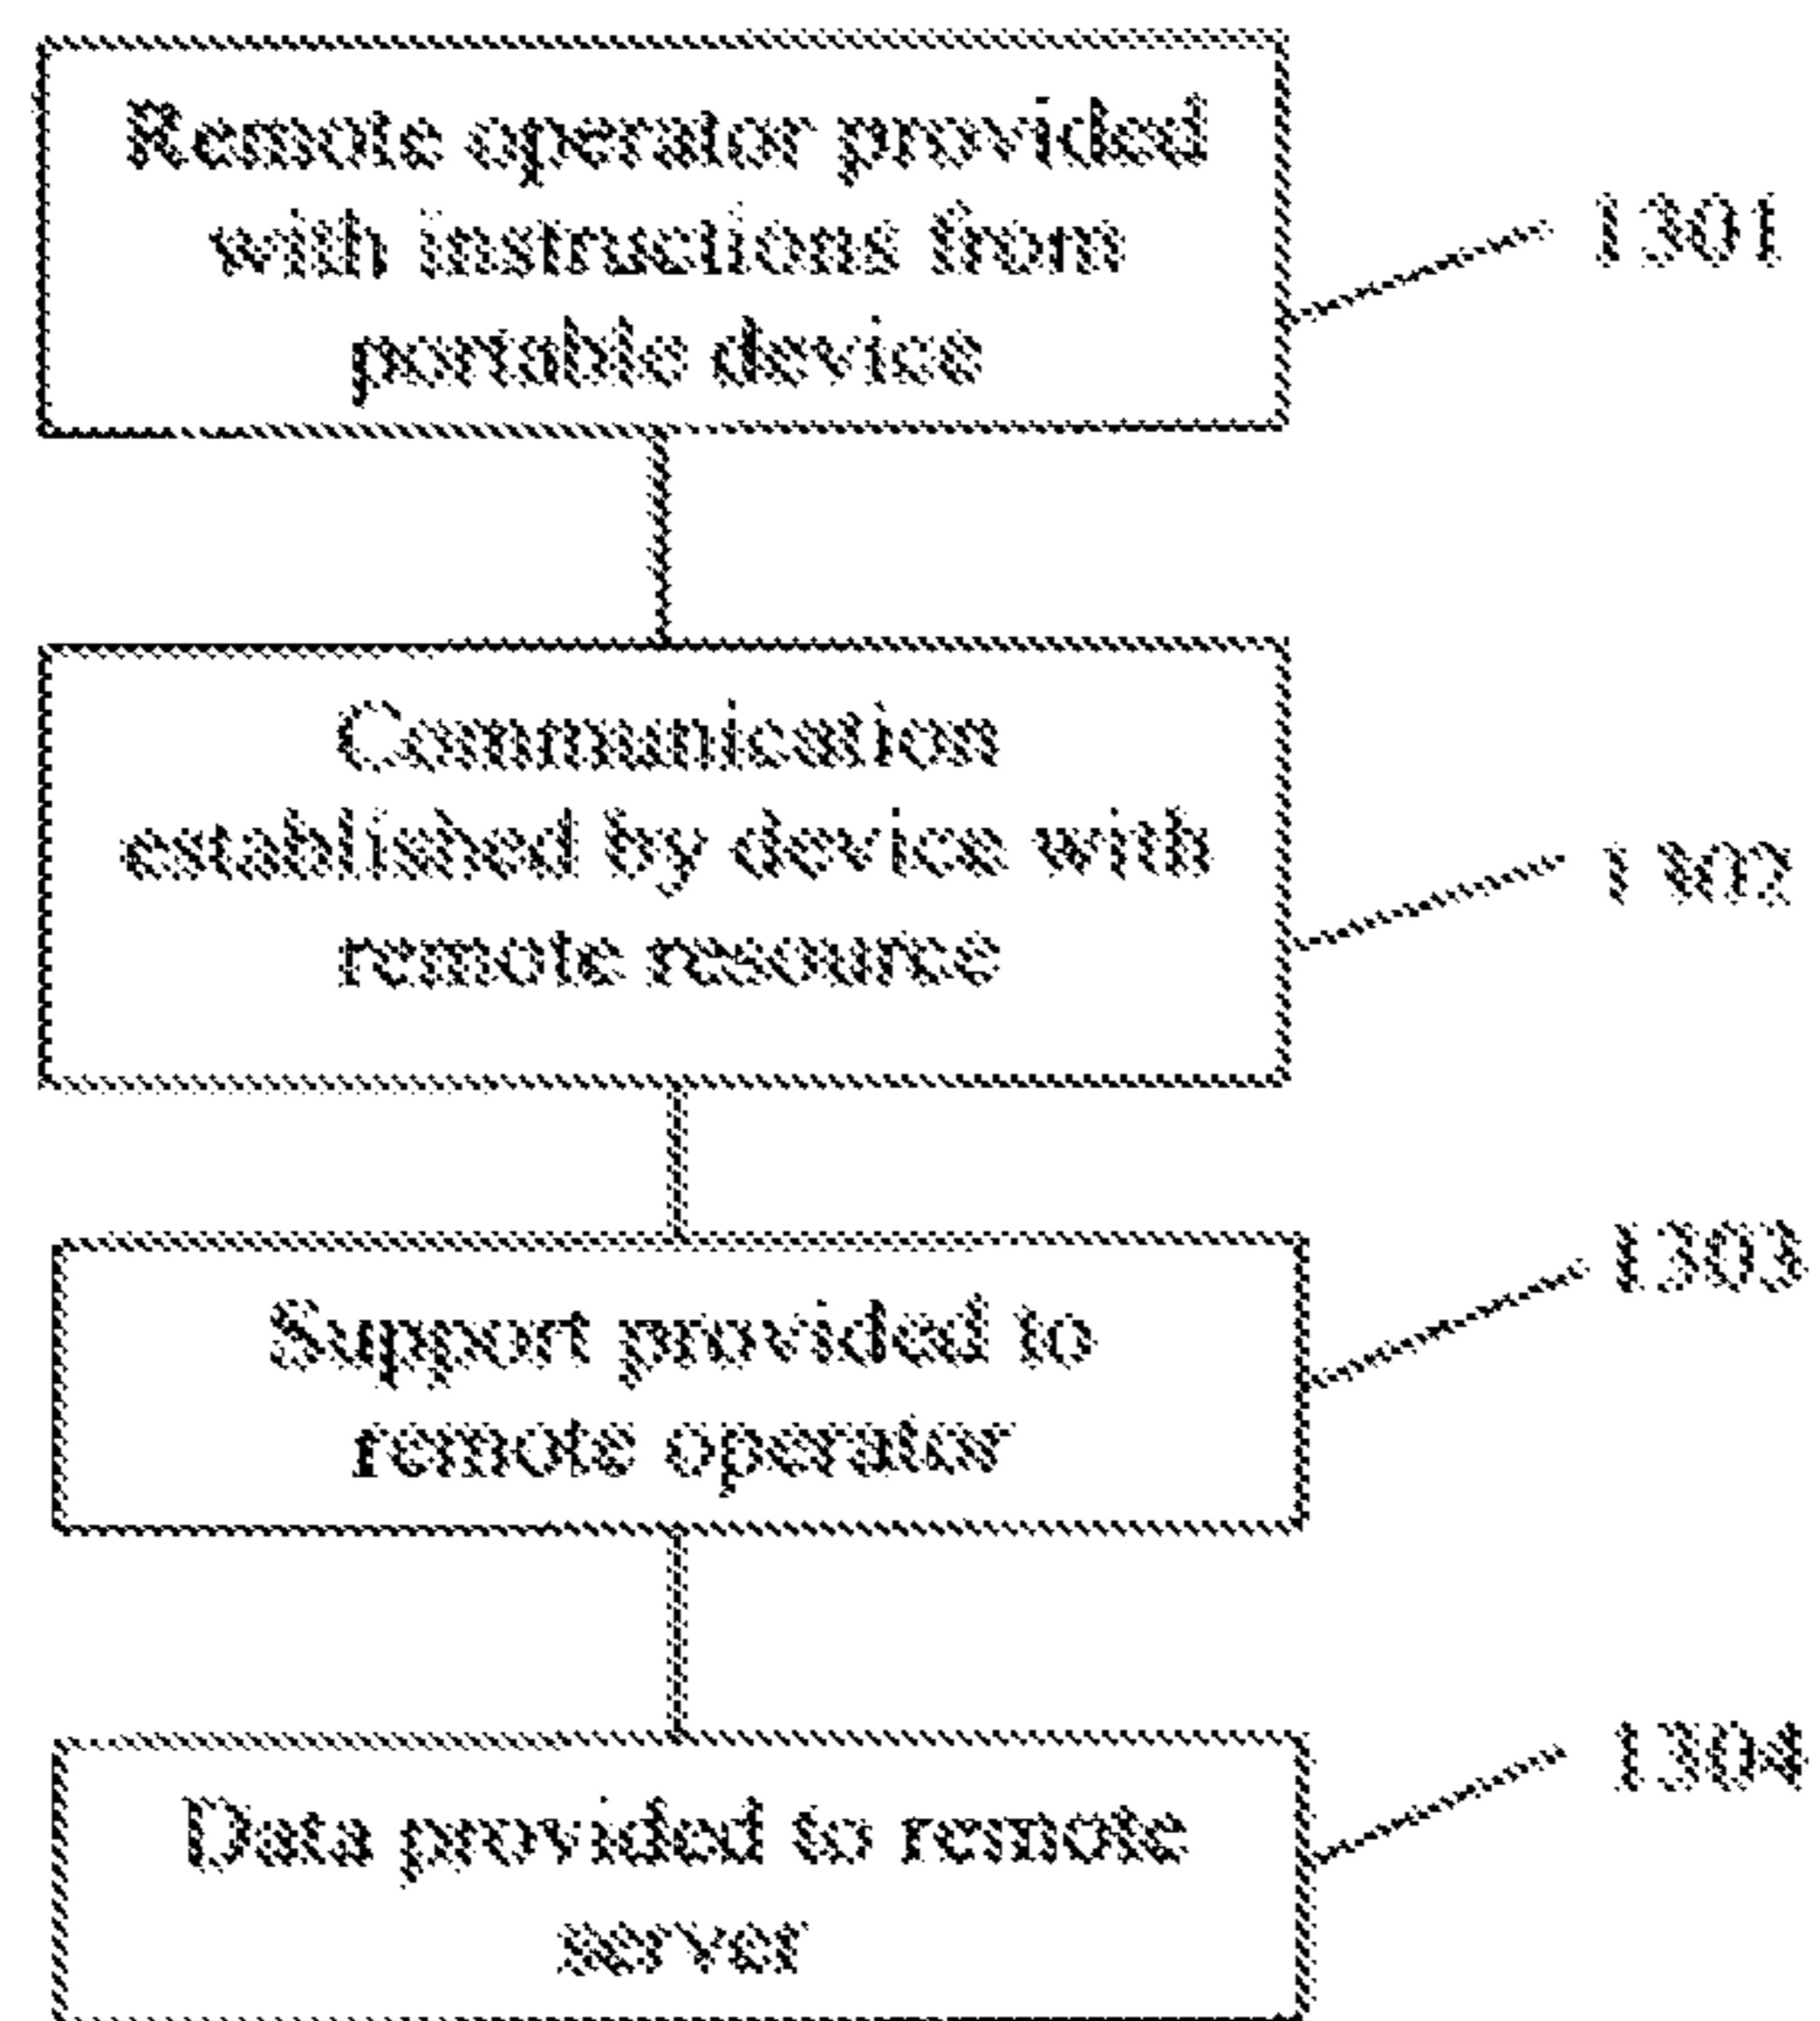 Remote operator provided
with instructions from
portable device
1301
Communication
established by device with
remote resource
1302
Support provided to
remote operator
1303
Data provided to remote
server
1304